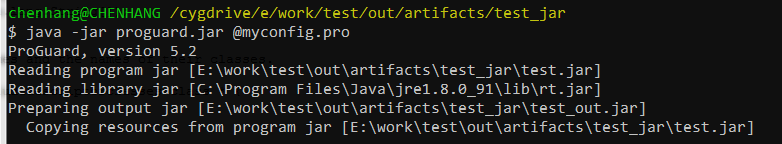 chenhang@CHENHANG /cygdrive/e/work/test/out/artifacts/test_jar
$ java -jar proguard.jar @myconfig.pro
ProGuard, version 5.2
Reading program jar [E:\work\test\out\artifacts\test_jar\test.jar]
Reading library jar [C:\Program Files\Java\jre1.8.0_91\lib\rt.jar]
Preparing output jar [E:\work\test\out\artifacts\test_jar\test_out.jar]
  Copying resources from program jar [E:\work\test\out\artifacts\test_jar\test.jar]